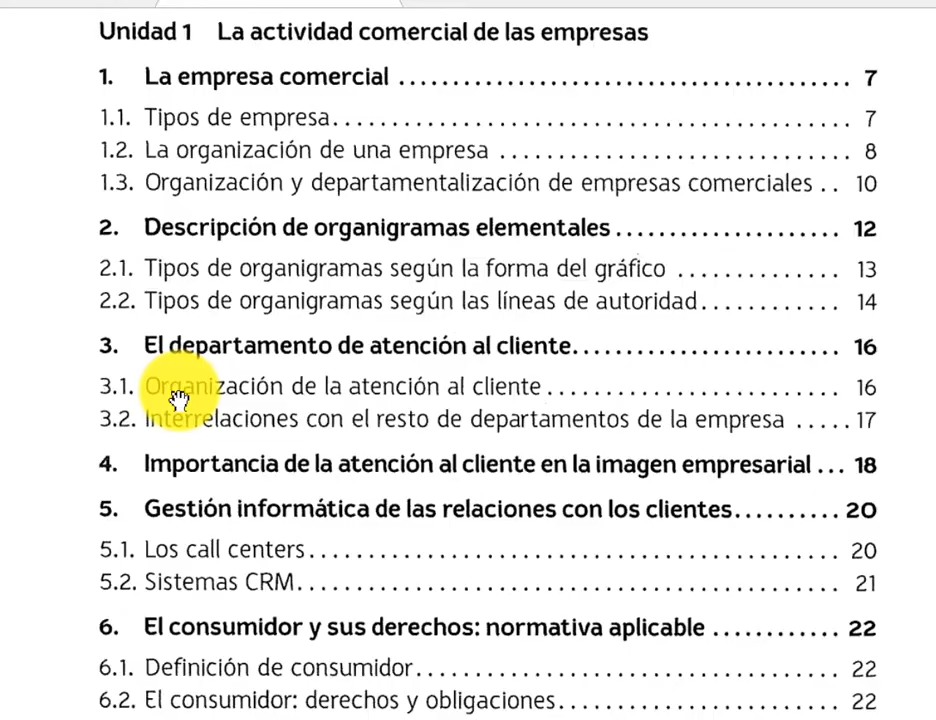 Unidad 1 La actividad comercial de las empresas
1. La empresa comercial ........................................ 7
1.1. Tipos de empresa........................................ 7
1.2. La organización de una empresa ........................... 8
1.3. Organización y departamentalización de empresas comerciales .. 10
2. Descripción de organigramas elementales.................... 12
2.1. Tipos de organigramas según la forma del gráfico ............. 13
2.2. Tipos de organigramas según las líneas de autoridad........... 14
3. El departamento de atención al cliente........................ 16
3.1. Organización de la atención al cliente....................... 16
3.2. Interrelaciones con el resto de departamentos de la empresa ..... 17
4. Importancia de la atención al cliente en la imagen empresarial ... 18
5. Gestión informática de las relaciones con los clientes.......... 20
5.1. Los call centers......................................... 20
5.2. Sistemas CRM......................................... 21
6. El consumidor y sus derechos: normativa aplicable ............ 22
6.1. Definición de consumidor................................. 22
6.2. El consumidor: derechos y obligaciones..................... 22